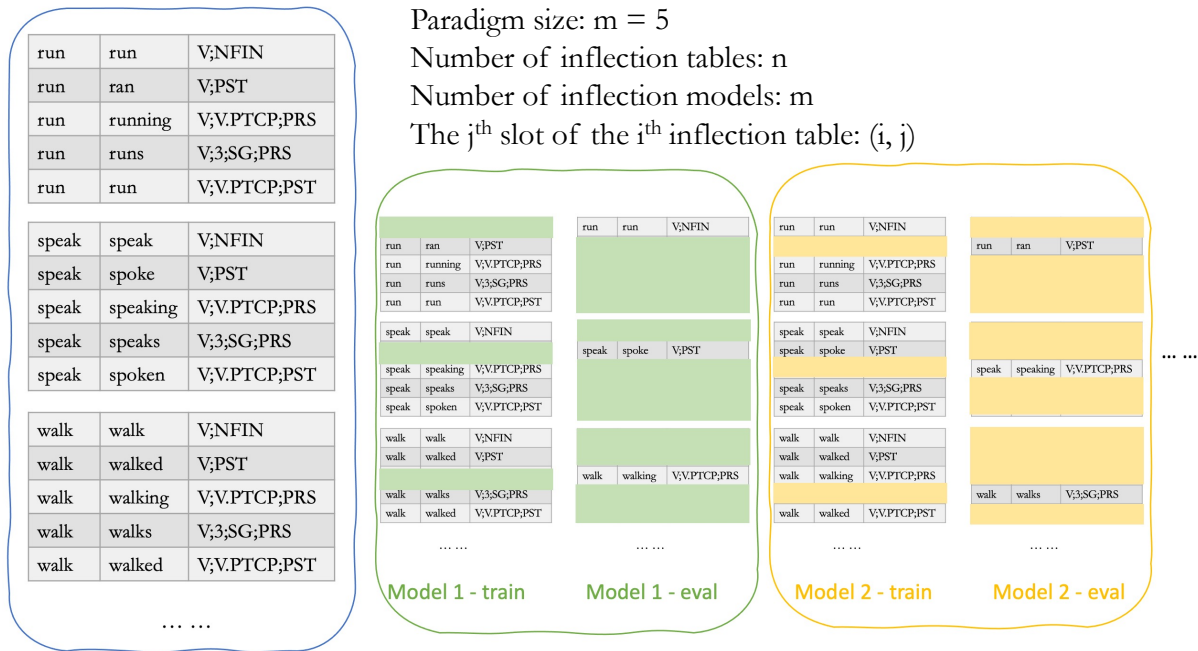 run run V;NFIN
run ran V;PST
run running V;V.PTCP;PRS
run runs V;3;SG;PRS
run run V;V.PTCP;PST
speak speak V;NFIN
speak spoke V;PST
speak speaking V;V.PTCP;PRS
speak speaks V;3;SG;PRS
speak spoken V;V.PTCP;PST
walk walk V;NFIN
walk walked V;PST
walk walking V;V.PTCP;PRS
walk walks V;3;SG;PRS
walk walked V;V.PTCP;PST
... ...
Paradigm size: m = 5
Number of inflection tables: n
Number of inflection models: m
The jth slot of the ith inflection table: (i, j)
run ran V;PST
run running V;V.PTCP;PRS
run runs V;3;SG;PRS
run run V;V.PTCP;PST
speak speak V;NFIN
speak speaking V;V.PTCP;PRS
speak speaks V;3;SG;PRS
speak spoken V;V.PTCP;PST
walk walk V;NFIN
walk walked V;PST
walk walks V;3;SG;PRS
walk walked V;V.PTCP;PST
... ...
Model 1 - train
run run V;NFIN
speak spoke V;PST
walk walking V;V.PTCP;PRS
... ...
Model 1 - eval
run run V;NFIN
run running V;V.PTCP;PRS
run runs V;3;SG;PRS
run run V;V.PTCP;PST
speak speak V;NFIN
speak spoke V;PST
speak speaks V;3;SG;PRS
speak spoken V;V.PTCP;PST
walk walk V;NFIN
walk walked V;PST
walk walking V;V.PTCP;PRS
walk walked V;V.PTCP;PST
... ...
Model 2 - train
run ran V;PST
speak speaking V;V.PTCP;PRS
walk walks V;3;SG;PRS
... ...
Model 2 - eval
... ...